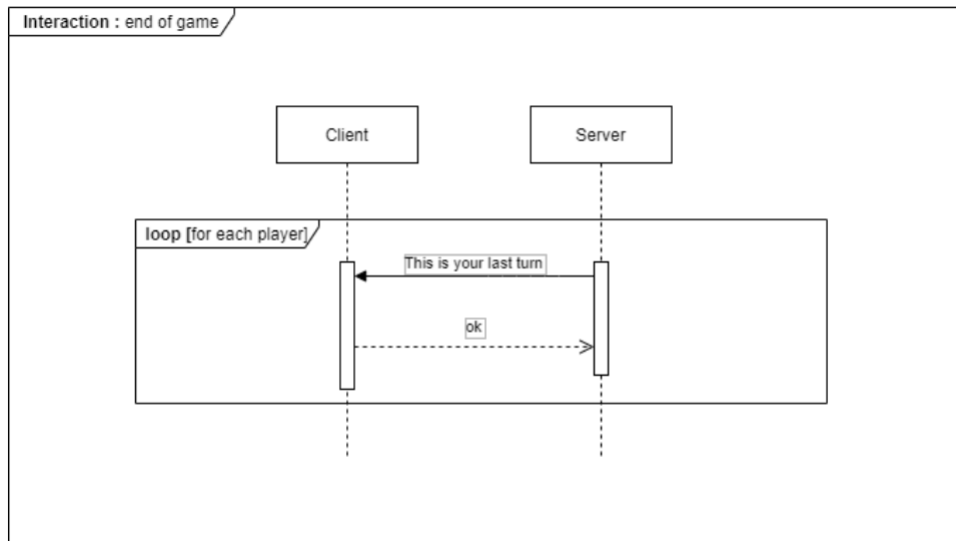 Interaction : end of game
Client
Server
loop [for each player]
This is your last turn
ok